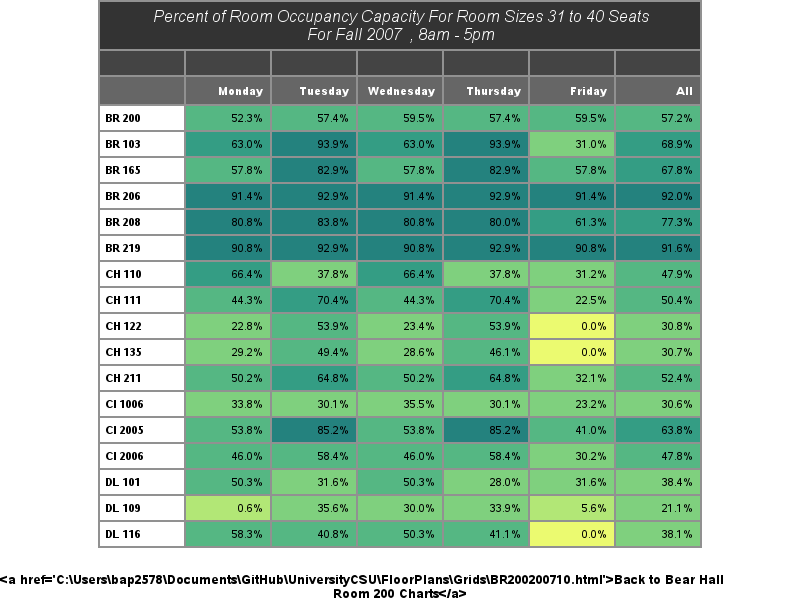 Percent of Room Occupancy Capacity For Room Sizes 31 to 40 Seats
For Fall 2007 , 8am - 5pm
Monday Tuesday Wednesday Thursday Friday All
BR 200 52.3% 57.4% 59.5% 57.4% 59.5% 57.2%
BR 103 63.0% 93.9% 63.0% 93.9% 31.0% 68.9%
BR 165 57.8% 82.9% 57.8% 82.9% 57.8% 67.8%
BR 206 91.4% 92.9% 91.4% 92.9% 91.4% 92.0%
BR 208 80.8% 83.8% 80.8% 80.0% 61.3% 77.3%
BR 219 90.8% 92.9% 90.8% 92.9% 90.8% 91.6%
CH 110 66.4% 37.8% 66.4% 37.8% 31.2% 47.9%
CH 111 44.3% 70.4% 44.3% 70.4% 22.5% 50.4%
CH 122 22.8% 53.9% 23.4% 53.9% 0.0% 30.8%
CH 135 29.2% 49.4% 28.6% 46.1% 0.0% 30.7%
CH 211 50.2% 64.8% 50.2% 64.8% 32.1% 52.4%
CI 1006 33.8% 30.1% 35.5% 30.1% 23.2% 30.6%
CI 2005 53.8% 85.2% 53.8% 85.2% 41.0% 63.8%
CI 2006 46.0% 58.4% 46.0% 58.4% 30.2% 47.8%
DL 101 50.3% 31.6% 50.3% 28.0% 31.6% 38.4%
DL 109 0.6% 35.6% 30.0% 33.9% 5.6% 21.1%
DL 116 58.3% 40.8% 50.3% 41.1% 0.0% 38.1%
<a href='C:\Users\bap2578\Documents\GitHub\UniversityCSU\FloorPlans\Grids\BR200200710.html'>Back to Bear Hall
Room 200 Charts</a>